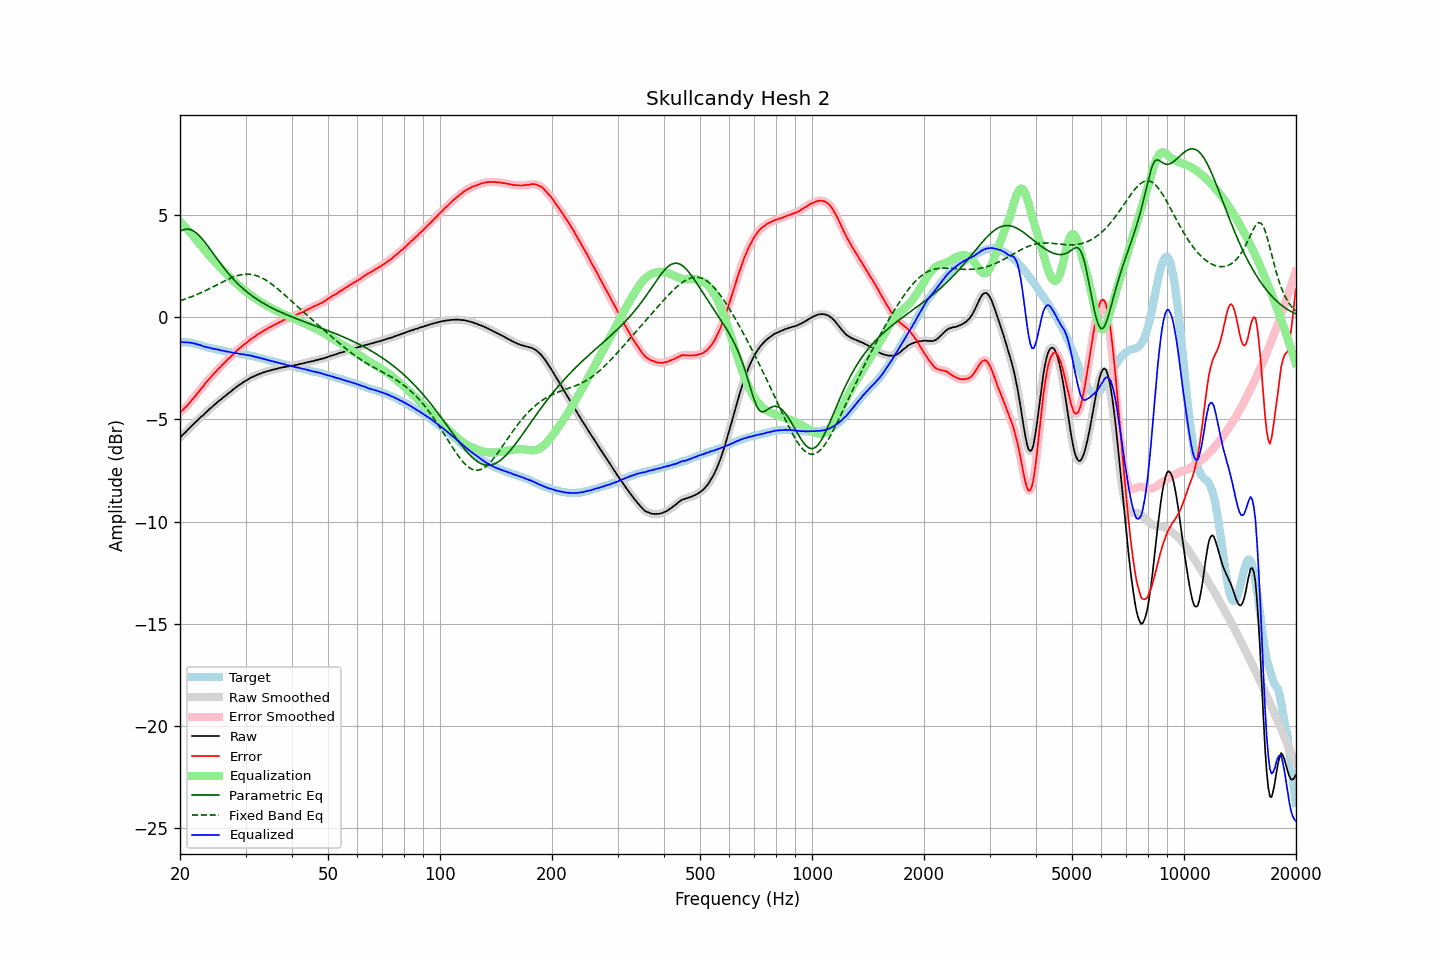 Skullcandy Hesh 2
Amplitude (dBr)
5
0
−5
−10
−15
−20
−25
Target
Raw Smoothed
Error Smoothed
Raw
Error
Equalization
Parametric Eq
Fixed Band Eq
Equalized
20 50 100 200 500 1000 2000 5000 10000 20000
Frequency (Hz)